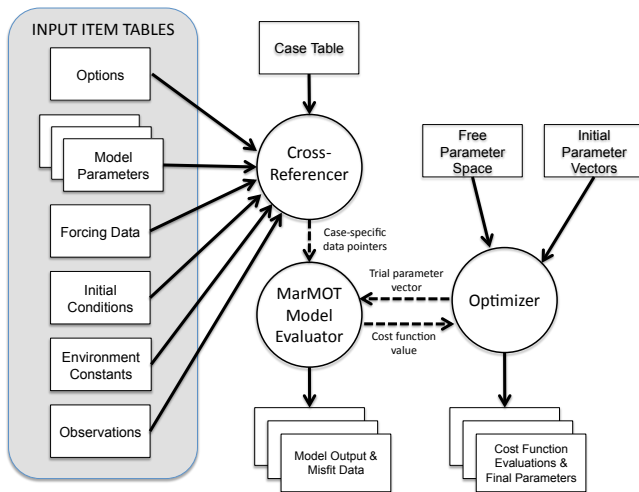 INPUT ITEM TABLES
Options
Model
Parameters
Forcing Data
Initial
Conditions
Environment
Constants
Observations
Case Table
Cross-
Referencer
Case-specific
data pointers
Free
Parameter
Space
Initial
Parameter
Vectors
MarMOT
Model
Evaluator
Trial parameter
vector
Cost function
value
Optimizer
Model Output &
Misfit Data
Cost Function
Evaluations &
Final Parameters